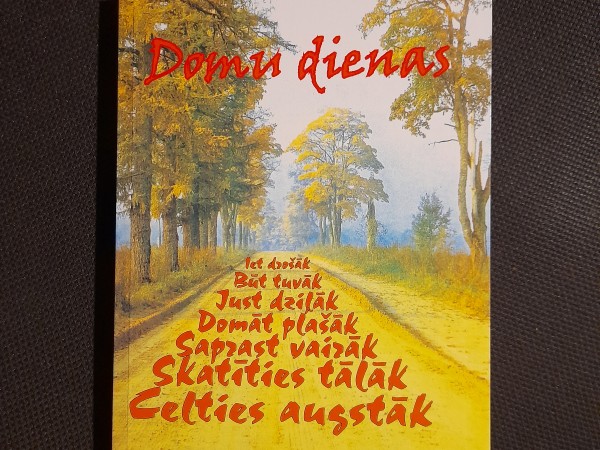 Domu dienas
Iet drošāk
Būt tuvāk
Just dziļāk
Domāt plašāk
Saprast vairāk
Skatīties tālāk
Celties augstāk